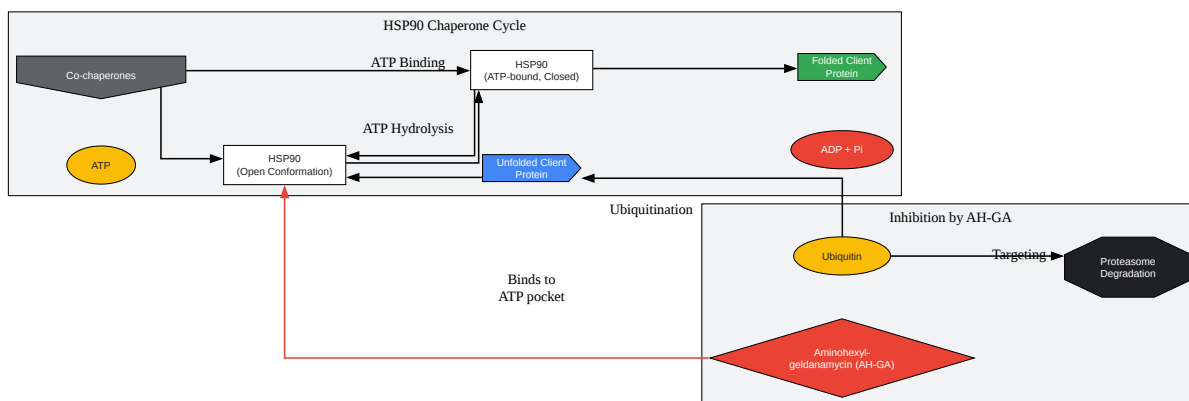 HSP90 Chaperone Cycle
Co-chaperones
ATP Binding
HSP90
(ATP-bound, Closed)
Folded Client
Protein
ATP Hydrolysis
ATP
HSP90
(Open Conformation)
Unfolded Client
Protein
ADP + Pi
Ubiquitination
Inhibition by AH-GA
Ubiquitin
Targeting
Proteasome
Degradation
Binds to
ATP pocket
Aminohexyl-
geldanamycin (AH-GA)